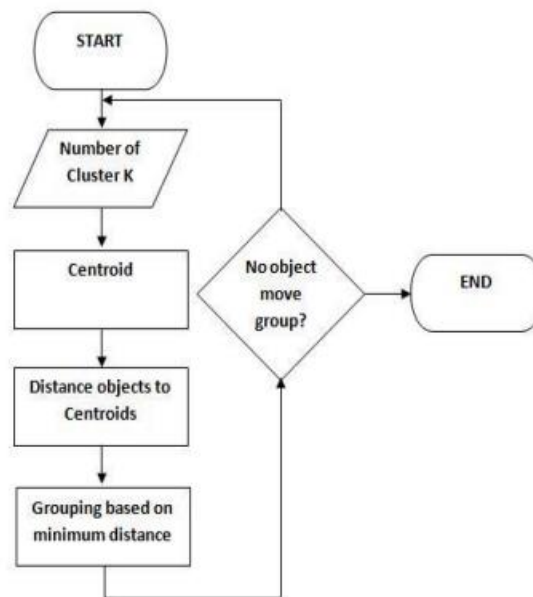 START
Number of
Cluster K
Centroid
Distance objects to
Centroids
Grouping based on
minimum distance
No object
move
group?
END